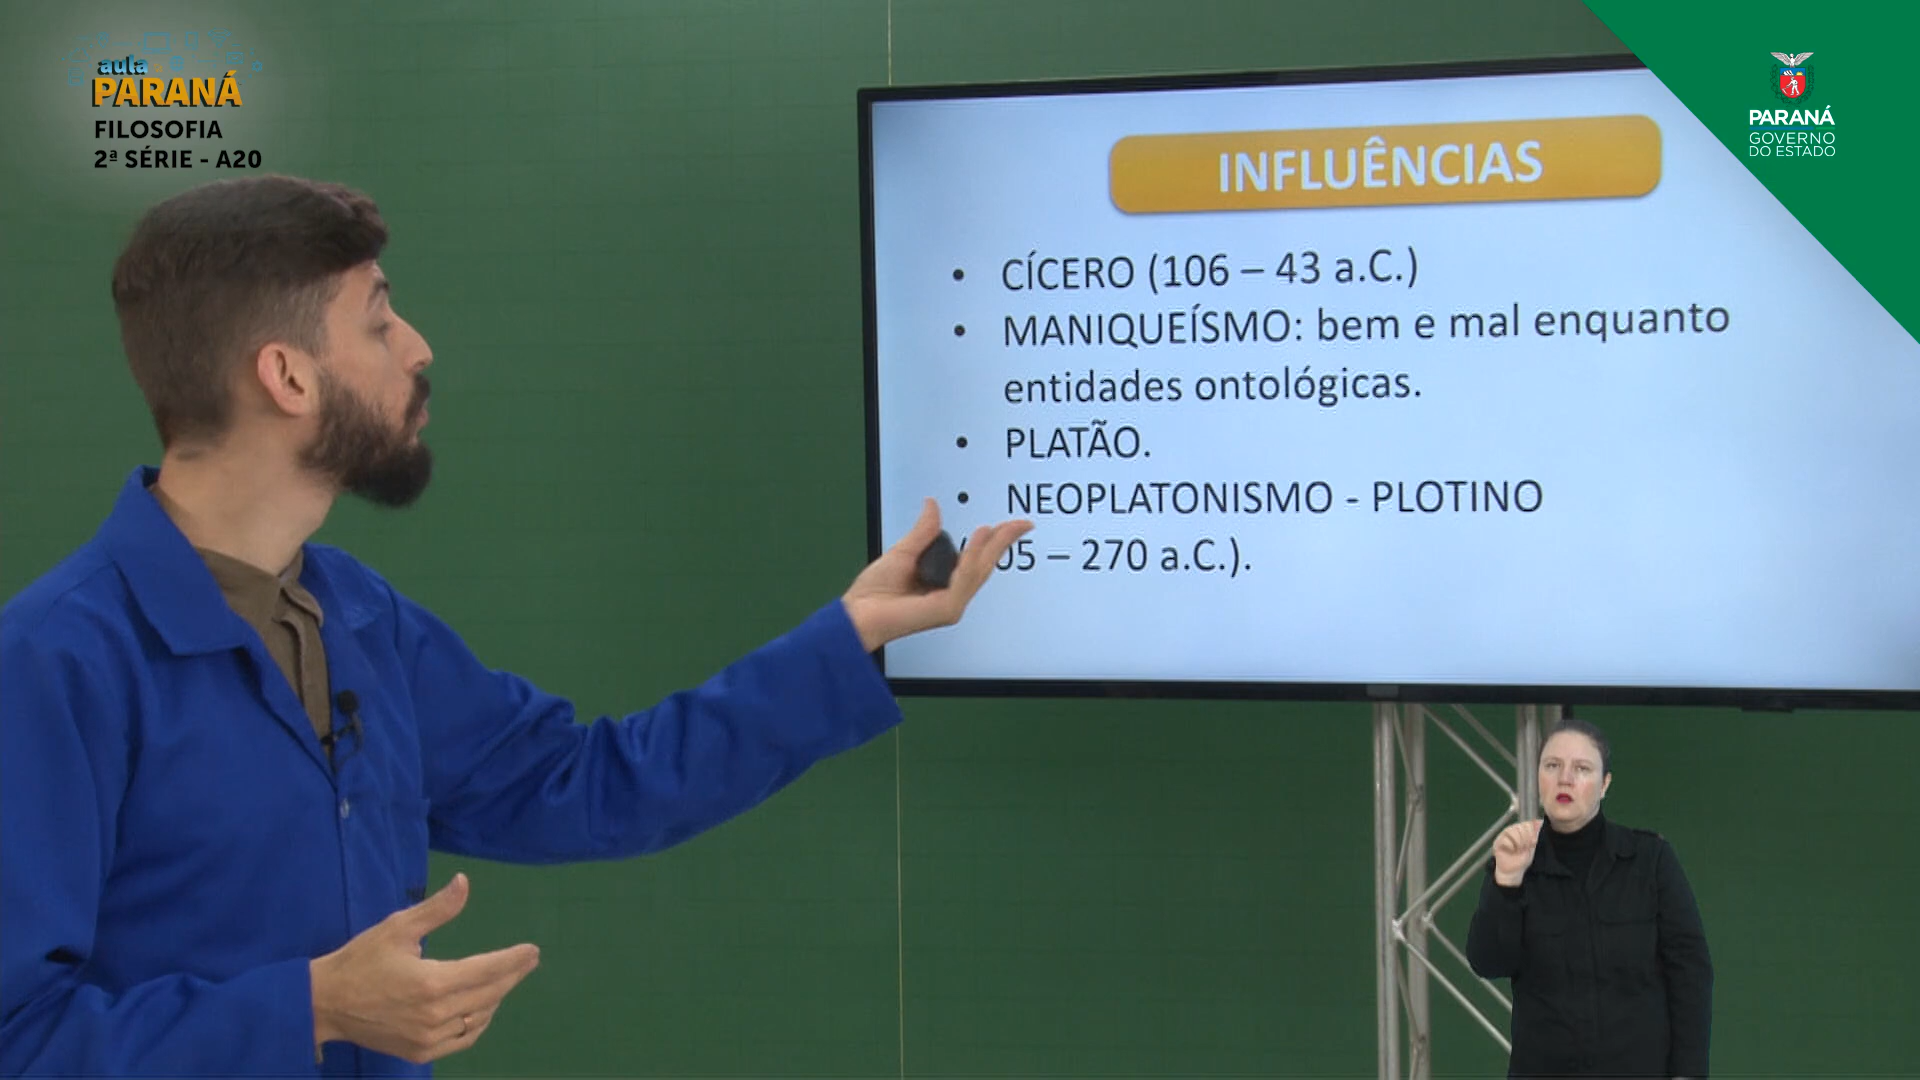 aula
PARANÁ
FILOSOFIA
2ª SÉRIE - A20
PARANÁ
GOVERNO
DO ESTADO
INFLUÊNCIAS
• CÍCERO (106 – 43 a.C.)
• MANIQUEÍSMO: bem e mal enquanto
entidades ontológicas.
• PLATÃO.
• NEOPLATONISMO - PLOTINO
05 – 270 a.C.).